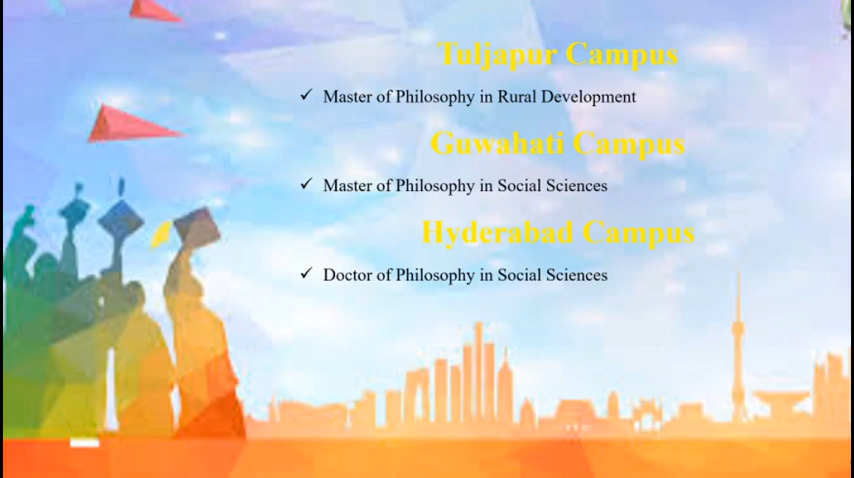 Tuljapur Campus
✓ Master of Philosophy in Rural Development
Guwahati Campus
✓ Master of Philosophy in Social Sciences
Hyderabad Campus
✓ Doctor of Philosophy in Social Sciences